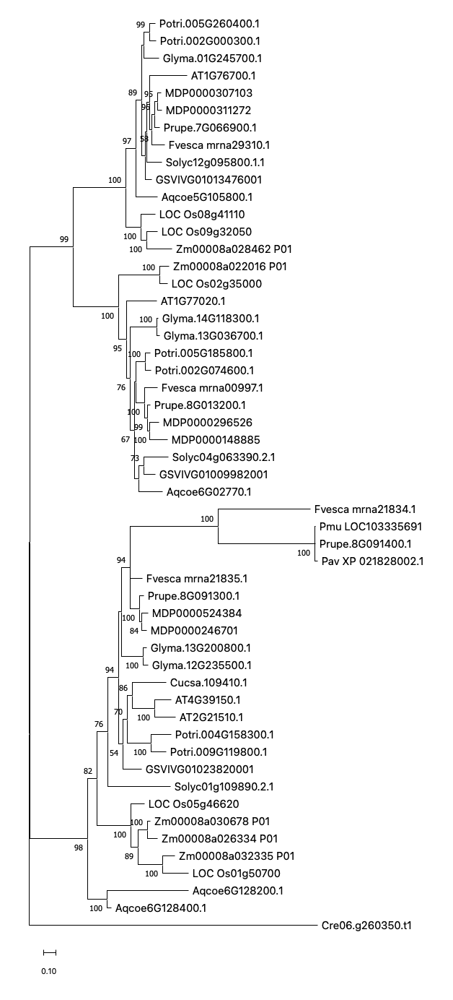 99
Potri.005G260400.1
Potri.002G000300.1
Glyma.01G245700.1
AT1G76700.1
89
95
MDP0000307103
96
MDP0000311272
Prupe.7G066900.1
97
58
Fvesca mrna29310.1
Solyc12g095800.1.1
100
GSVIVG01013476001
Aqcoe5G105800.1
LOC Os08g41110
100
LOC Os09g32050
99
100
Zm00008a028462 P01
100
Zm00008a022016 P01
LOC Os02g35000
AT1G77020.1
100
100
Glyma.14G118300.1
Glyma.13G036700.1
95
100
Potri.005G185800.1
Potri.002G074600.1
76
Fvesca mrna00997.1
100
Prupe.8G013200.1
99
MDP0000296526
67
100
MDP0000148885
73
Solyc04g063390.2.1
GSVIVG01009982001
Aqcoe6G02770.1
Fvesca mrna21834.1
100
Pmu LOC103335691
Prupe.8G091400.1
100
Pav XP 021828002.1
94
Fvesca mrna21835.1
Prupe.8G091300.1
100
MDP0000524384
84
MDP0000246701
Glyma.13G200800.1
100
Glyma.12G235500.1
94
86
Cucsa.109410.1
AT4G39150.1
70
100
AT2G21510.1
76
Potri.004G158300.1
54
100
Potri.009G119800.1
82
GSVIVG01023820001
Solyc01g109890.2.1
LOC Os05g46620
100
Zm00008a030678 P01
100
Zm00008a026334 P01
98
89
Zm00008a032335 P01
100
LOC Os01g50700
Aqcoe6G128200.1
100
Aqcoe6G128400.1
Cre06.g260350.t1
0.10